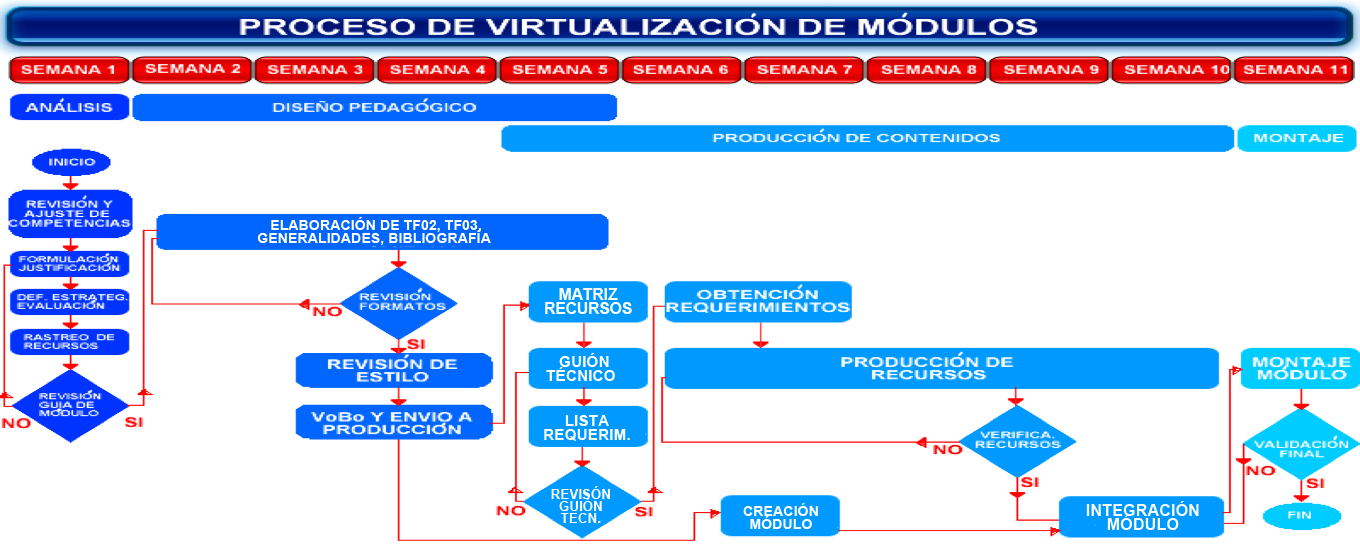 PROCESO DE VIRTUALIZACIÓN DE MÓDULOS
SEMANA 1
SEMANA 2
SEMANA 3
SEMANA 4
SEMANA 5
SEMANA 6
SEMANA 7
SEMANA 8
SEMANA 9
SEMANA 10
SEMANA 11
ANÁLISIS
DISEÑO PEDAGÓGICO
PRODUCCIÓN DE CONTENIDOS
MONTAJE
INICIO
REVISIÓN Y
AJUSTE DE
COMPETENCIAS
FORMULACIÓN
JUSTIFICACIÓN
DEF. ESTRATEG.
EVALUACIÓN
RASTREO DE
RECURSOS
REVISIÓN
GUIA DE
MÓDULO
NO
SI
ELABORACIÓN DE TF02, TF03,
GENERALIDADES, BIBLIOGRAFÍA
REVISIÓN
FORMATOS
NO
SI
REVISIÓN DE
ESTILO
VoBo Y ENVIO A
PRODUCCIÓN
MATRIZ
RECURSOS
GUIÓN
TÉCNICO
LISTA
REQUERIM.
REVISÓN
GUIÓN
TECN.
NO
SI
OBTENCIÓN
REQUERIMIENTOS
PRODUCCIÓN DE
RECURSOS
VERIFICA.
RECURSOS
NO
SI
CREACIÓN
MÓDULO
INTEGRACIÓN
MÓDULO
MONTAJE
MÓDULO
VALIDACIÓN
FINAL
NO
SI
FIN